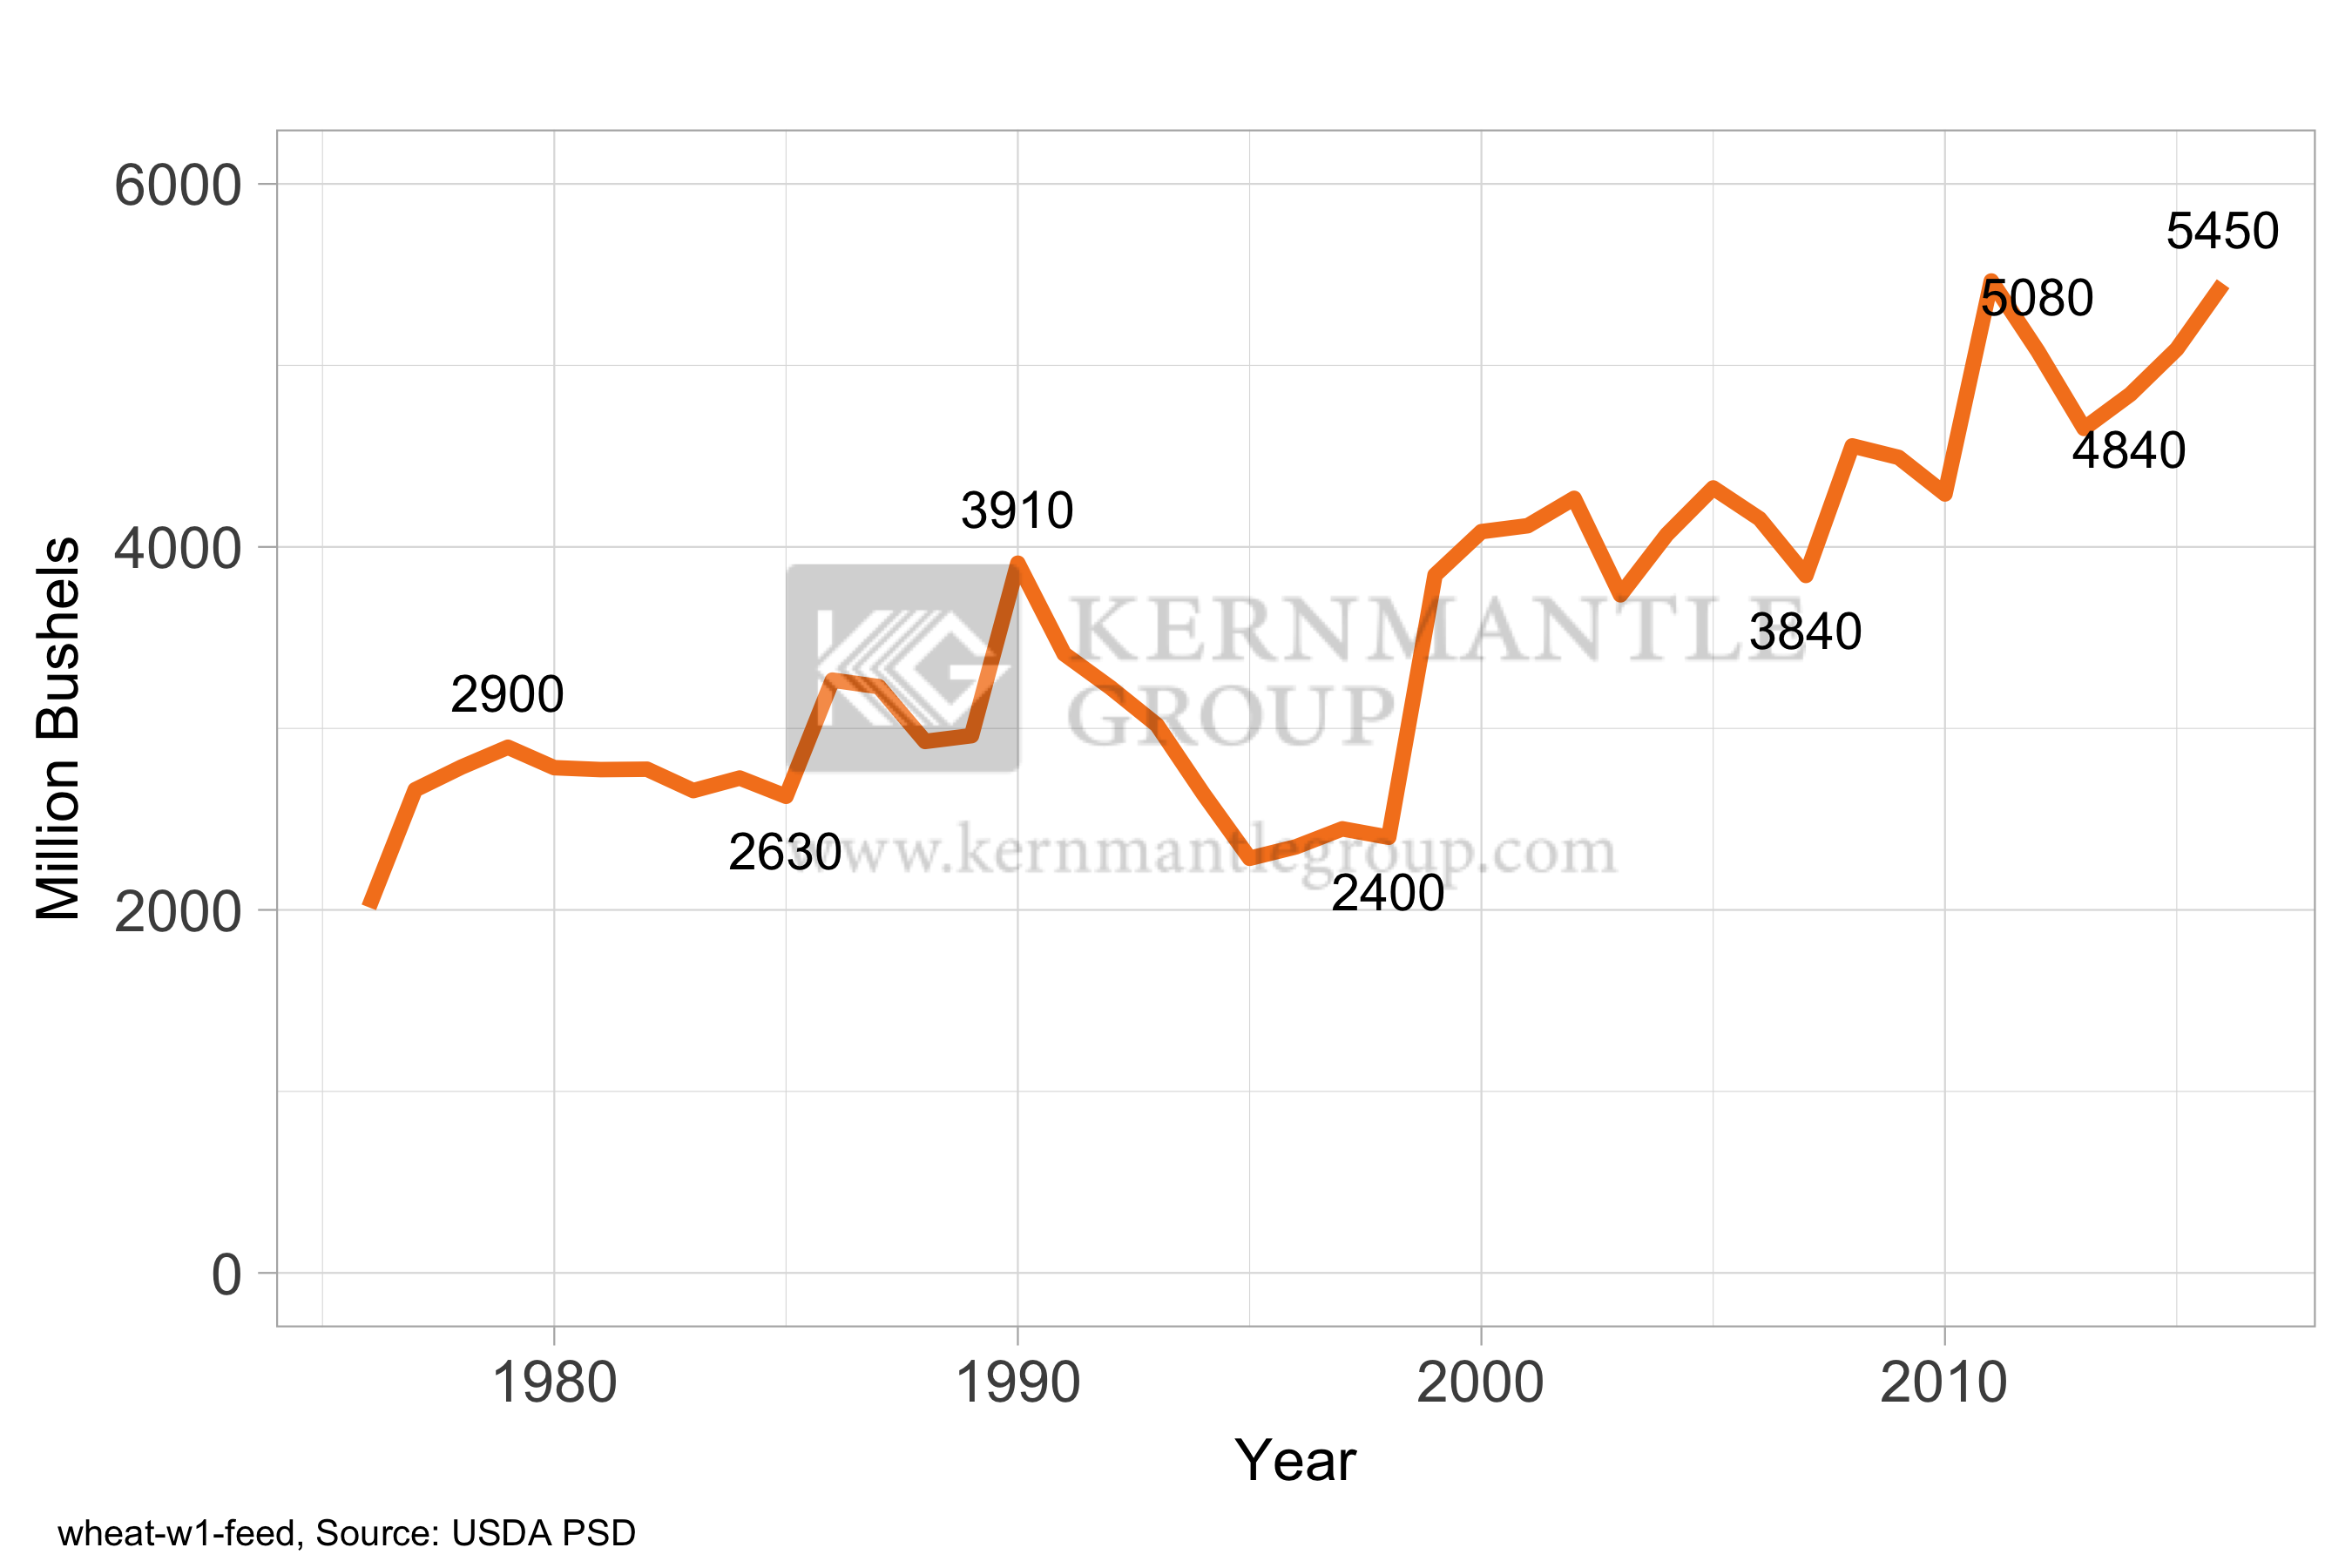 6000
4000
2000
0
Million Bushels
5450
5080
4840
3910
3840
2900
2630
2400
KERNMANTLE
GROUP
www.kernmantlegroup.com
KG
1980
1990
2000
2010
Year
wheat-w1-feed, Source: USDA PSD